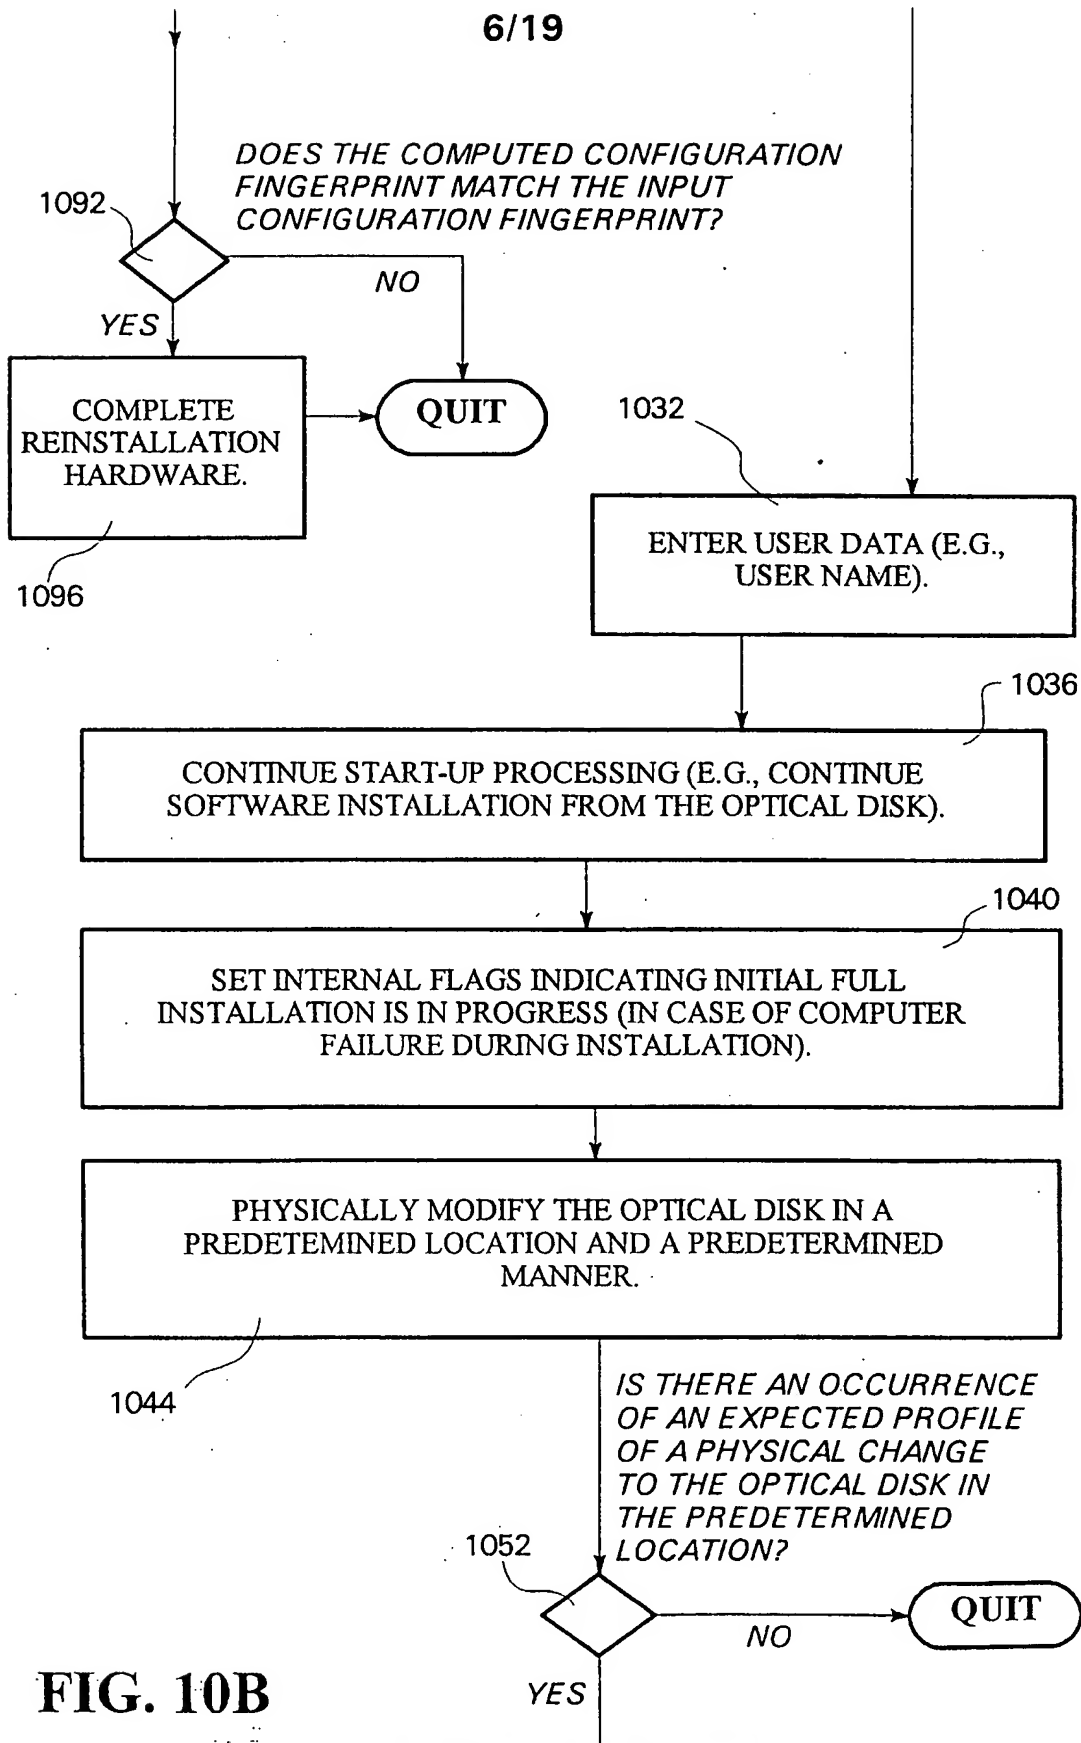 6/19
DOES THE COMPUTED CONFIGURATION
FINGERPRINT MATCH THE INPUT
CONFIGURATION FINGERPRINT?
1092
NO
YES
COMPLETE
REINSTALLATION
HARDWARE.
QUIT
1096
1032
ENTER USER DATA (E.G.,
USER NAME).
1036
CONTINUE START-UP PROCESSING (E.G., CONTINUE
SOFTWARE INSTALLATION FROM THE OPTICAL DISK).
1040
SET INTERNAL FLAGS INDICATING INITIAL FULL
INSTALLATION IS IN PROGRESS (IN CASE OF COMPUTER
FAILURE DURING INSTALLATION).
PHYSICALLY MODIFY THE OPTICAL DISK IN A
PREDETEMINED LOCATION AND A PREDETERMINED
MANNER.
1044
IS THERE AN OCCURRENCE
OF AN EXPECTED PROFILE
OF A PHYSICAL CHANGE
TO THE OPTICAL DISK IN
THE PREDETERMINED
LOCATION?
1052
NO
QUIT
YES
FIG. 10B